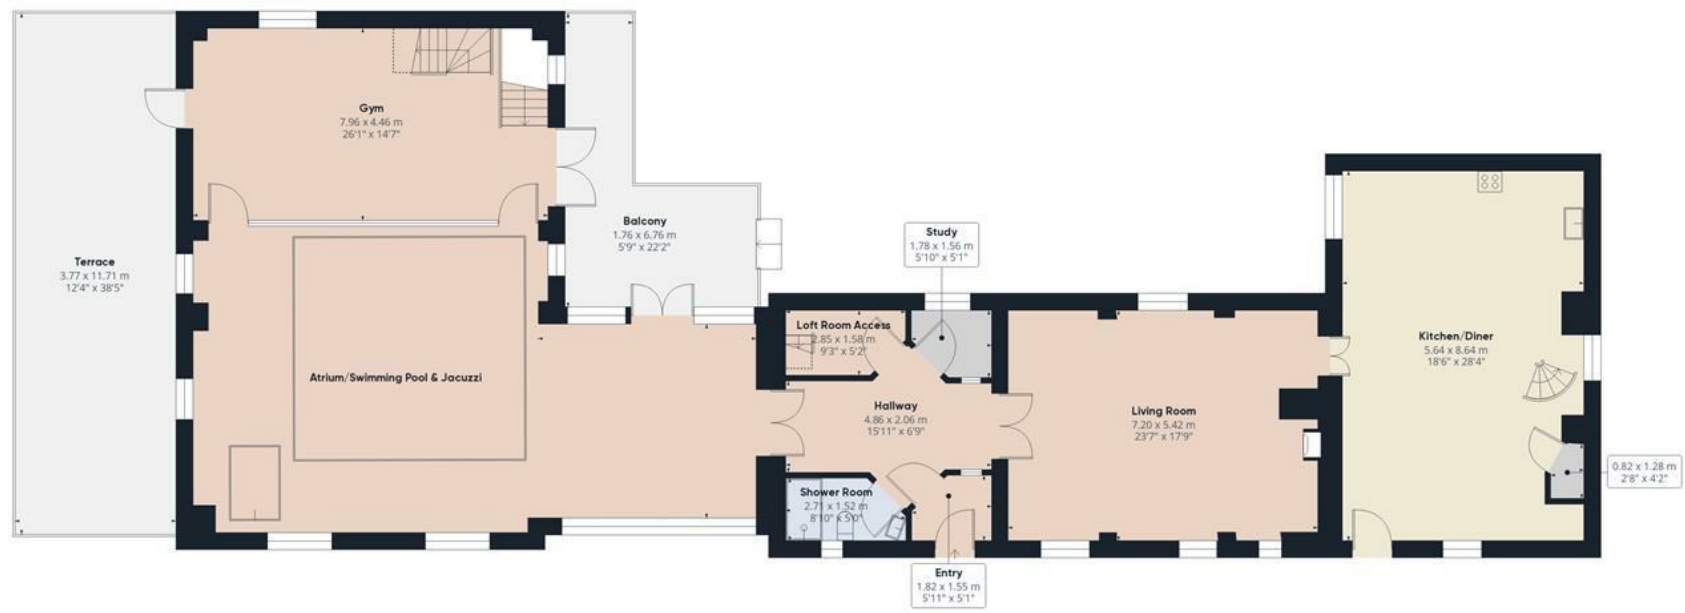 Gym
7.96 x 4.46 m
26'1" x 14'7"
Terrace
3.77 x 11.71 m
12'4" x 38'5"
Balcony
1.76 x 6.76 m
5'9" x 22'2"
Study
1.78 x 1.56 m
5'10" x 5'1"
Atrium/Swimming Pool & Jacuzzi
Loft Room Access
2.85 x 1.58 m
9'3" x 5'2"
Hallway
4.86 x 2.06 m
15'11" x 6'9"
Shower Room
2.71 x 1.52 m
8'10" x 5'0"
Entry
1.82 x 1.55 m
5'11" x 5'1"
Living Room
7.20 x 5.42 m
23'7" x 17'9"
Kitchen/Diner
5.64 x 8.64 m
18'6" x 28'4"
0.82 x 1.28 m
2'8" x 4'2"